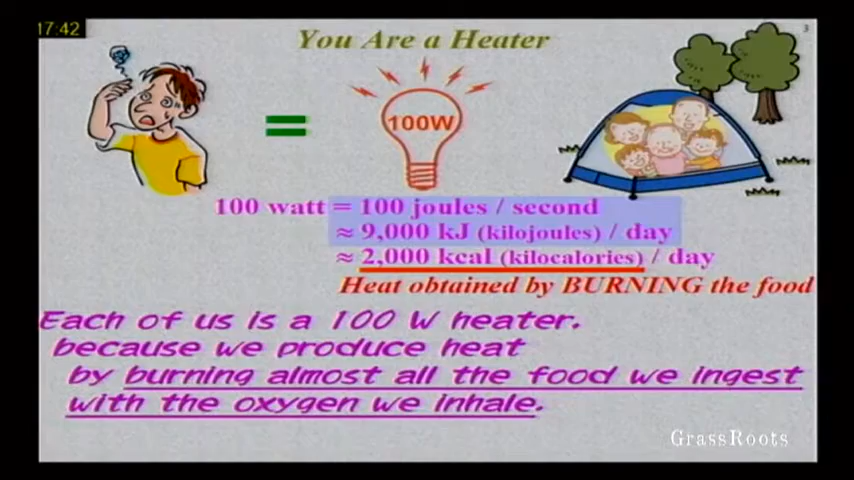 17:42
3
You Are a Heater
=
100W
100 watt = 100 joules / second
≈ 9,000 kJ (kilojoules) / day
≈ 2,000 kcal (kilocalories) / day
Heat obtained by BURNING the food
Each of us is a 100 W heater.
because we produce heat
by burning almost all the food we ingest
with the oxygen we inhale.
GrassRoots